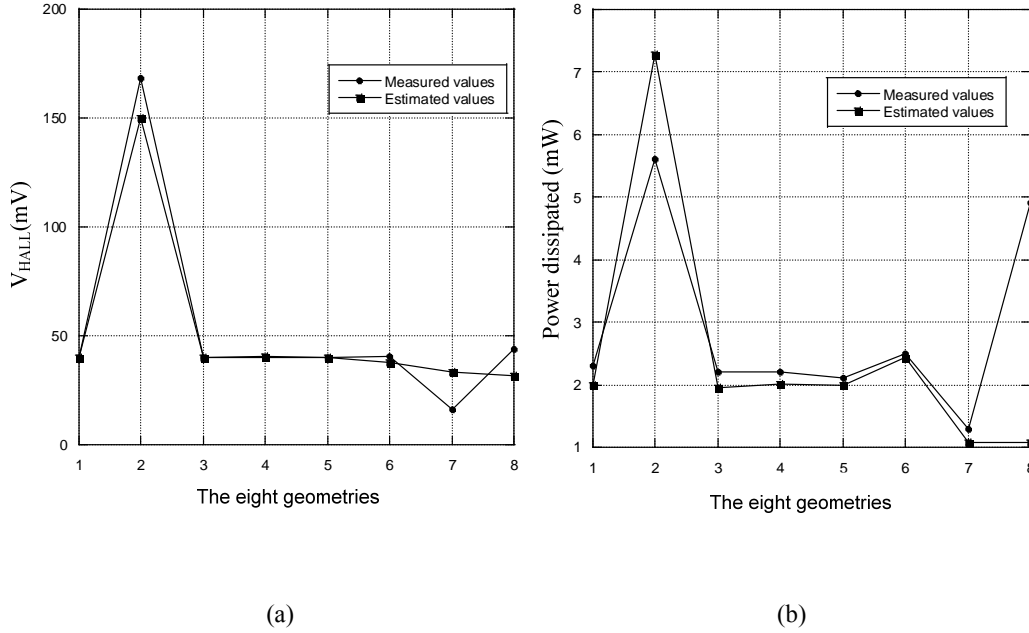 200
150
100
50
0
V_HALL (mV)
Measured values
Estimated values
1 2 3 4 5 6 7 8
The eight geometries
(a)
8
7
6
5
4
3
2
1
Power dissipated (mW)
Measured values
Estimated values
1 2 3 4 5 6 7 8
The eight geometries
(b)